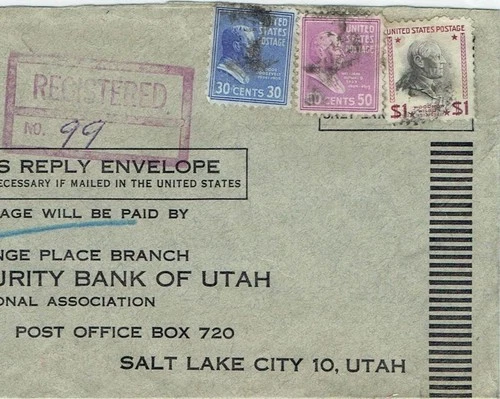 UNITED STATES POSTAGE
30 CENTS 30
UNITED STATES POSTAGE
CENTS 50
UNITED STATES POSTAGE
$1 $1
REGISTERED
NO. 99
SALT LAK
S REPLY ENVELOPE
ECESSARY IF MAILED IN THE UNITED STATES
AGE WILL BE PAID BY
NGE PLACE BRANCH
URITY BANK OF UTAH
ONAL ASSOCIATION
POST OFFICE BOX 720
SALT LAKE CITY 10, UTAH